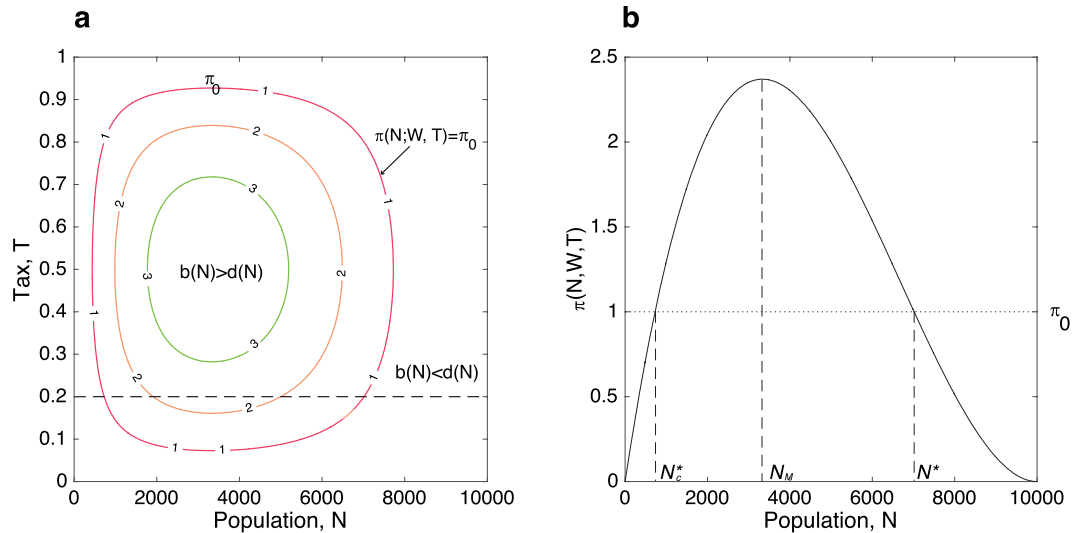 a
1
0.9
0.8
0.7
0.6
0.5
0.4
0.3
0.2
0.1
0
Tax, T
0 2000 4000 6000 8000 10000
Population, N
π0
1
1
1
1
1
1
1
2
2
2
2
2
3
3
3
3
π(N;W, T)=π0
b(N)>d(N)
b(N)<d(N)
b
2.5
2
1.5
1
0.5
0
π(N,W,T)
π0
N*c
NM
N*
0 2000 4000 6000 8000 10000
Population, N